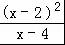 (x − 2)²
x − 4